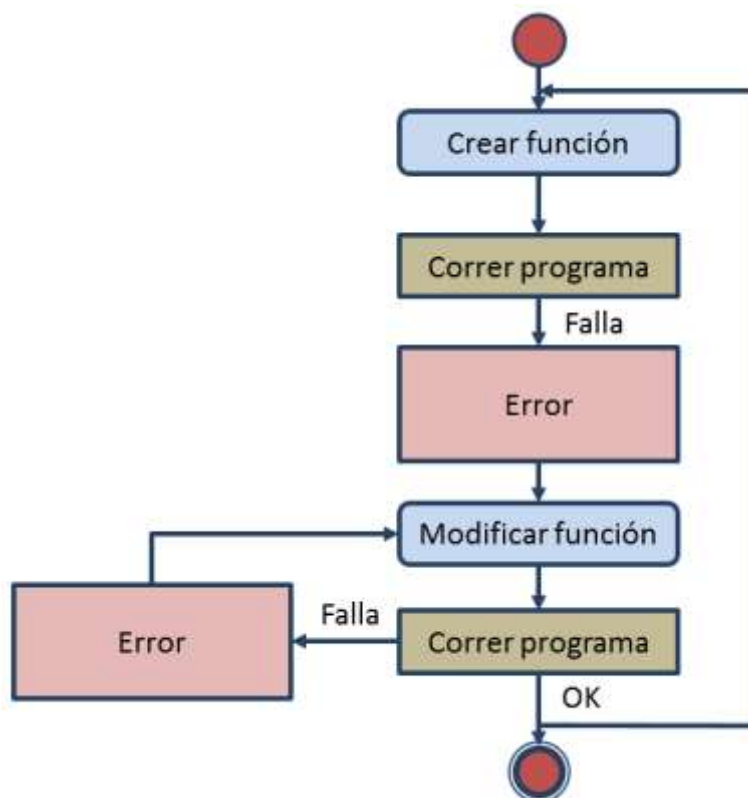 Crear función
Correr programa
Falla
Error
Modificar función
Falla
Error
Correr programa
OK